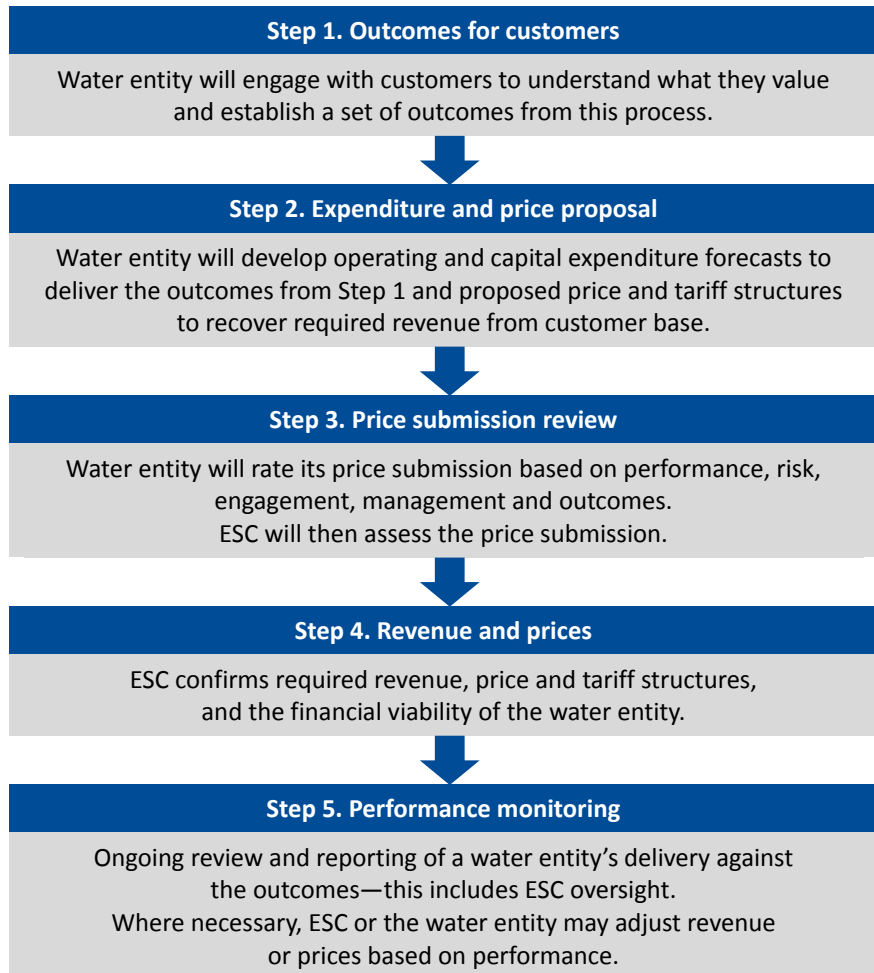 Step 1. Outcomes for customers
Water entity will engage with customers to understand what they value
and establish a set of outcomes from this process.
Step 2. Expenditure and price proposal
Water entity will develop operating and capital expenditure forecasts to
deliver the outcomes from Step 1 and proposed price and tariff structures
to recover required revenue from customer base.
Step 3. Price submission review
Water entity will rate its price submission based on performance, risk,
engagement, management and outcomes.
ESC will then assess the price submission.
Step 4. Revenue and prices
ESC confirms required revenue, price and tariff structures,
and the financial viability of the water entity.
Step 5. Performance monitoring
Ongoing review and reporting of a water entity’s delivery against
the outcomes—this includes ESC oversight.
Where necessary, ESC or the water entity may adjust revenue
or prices based on performance.